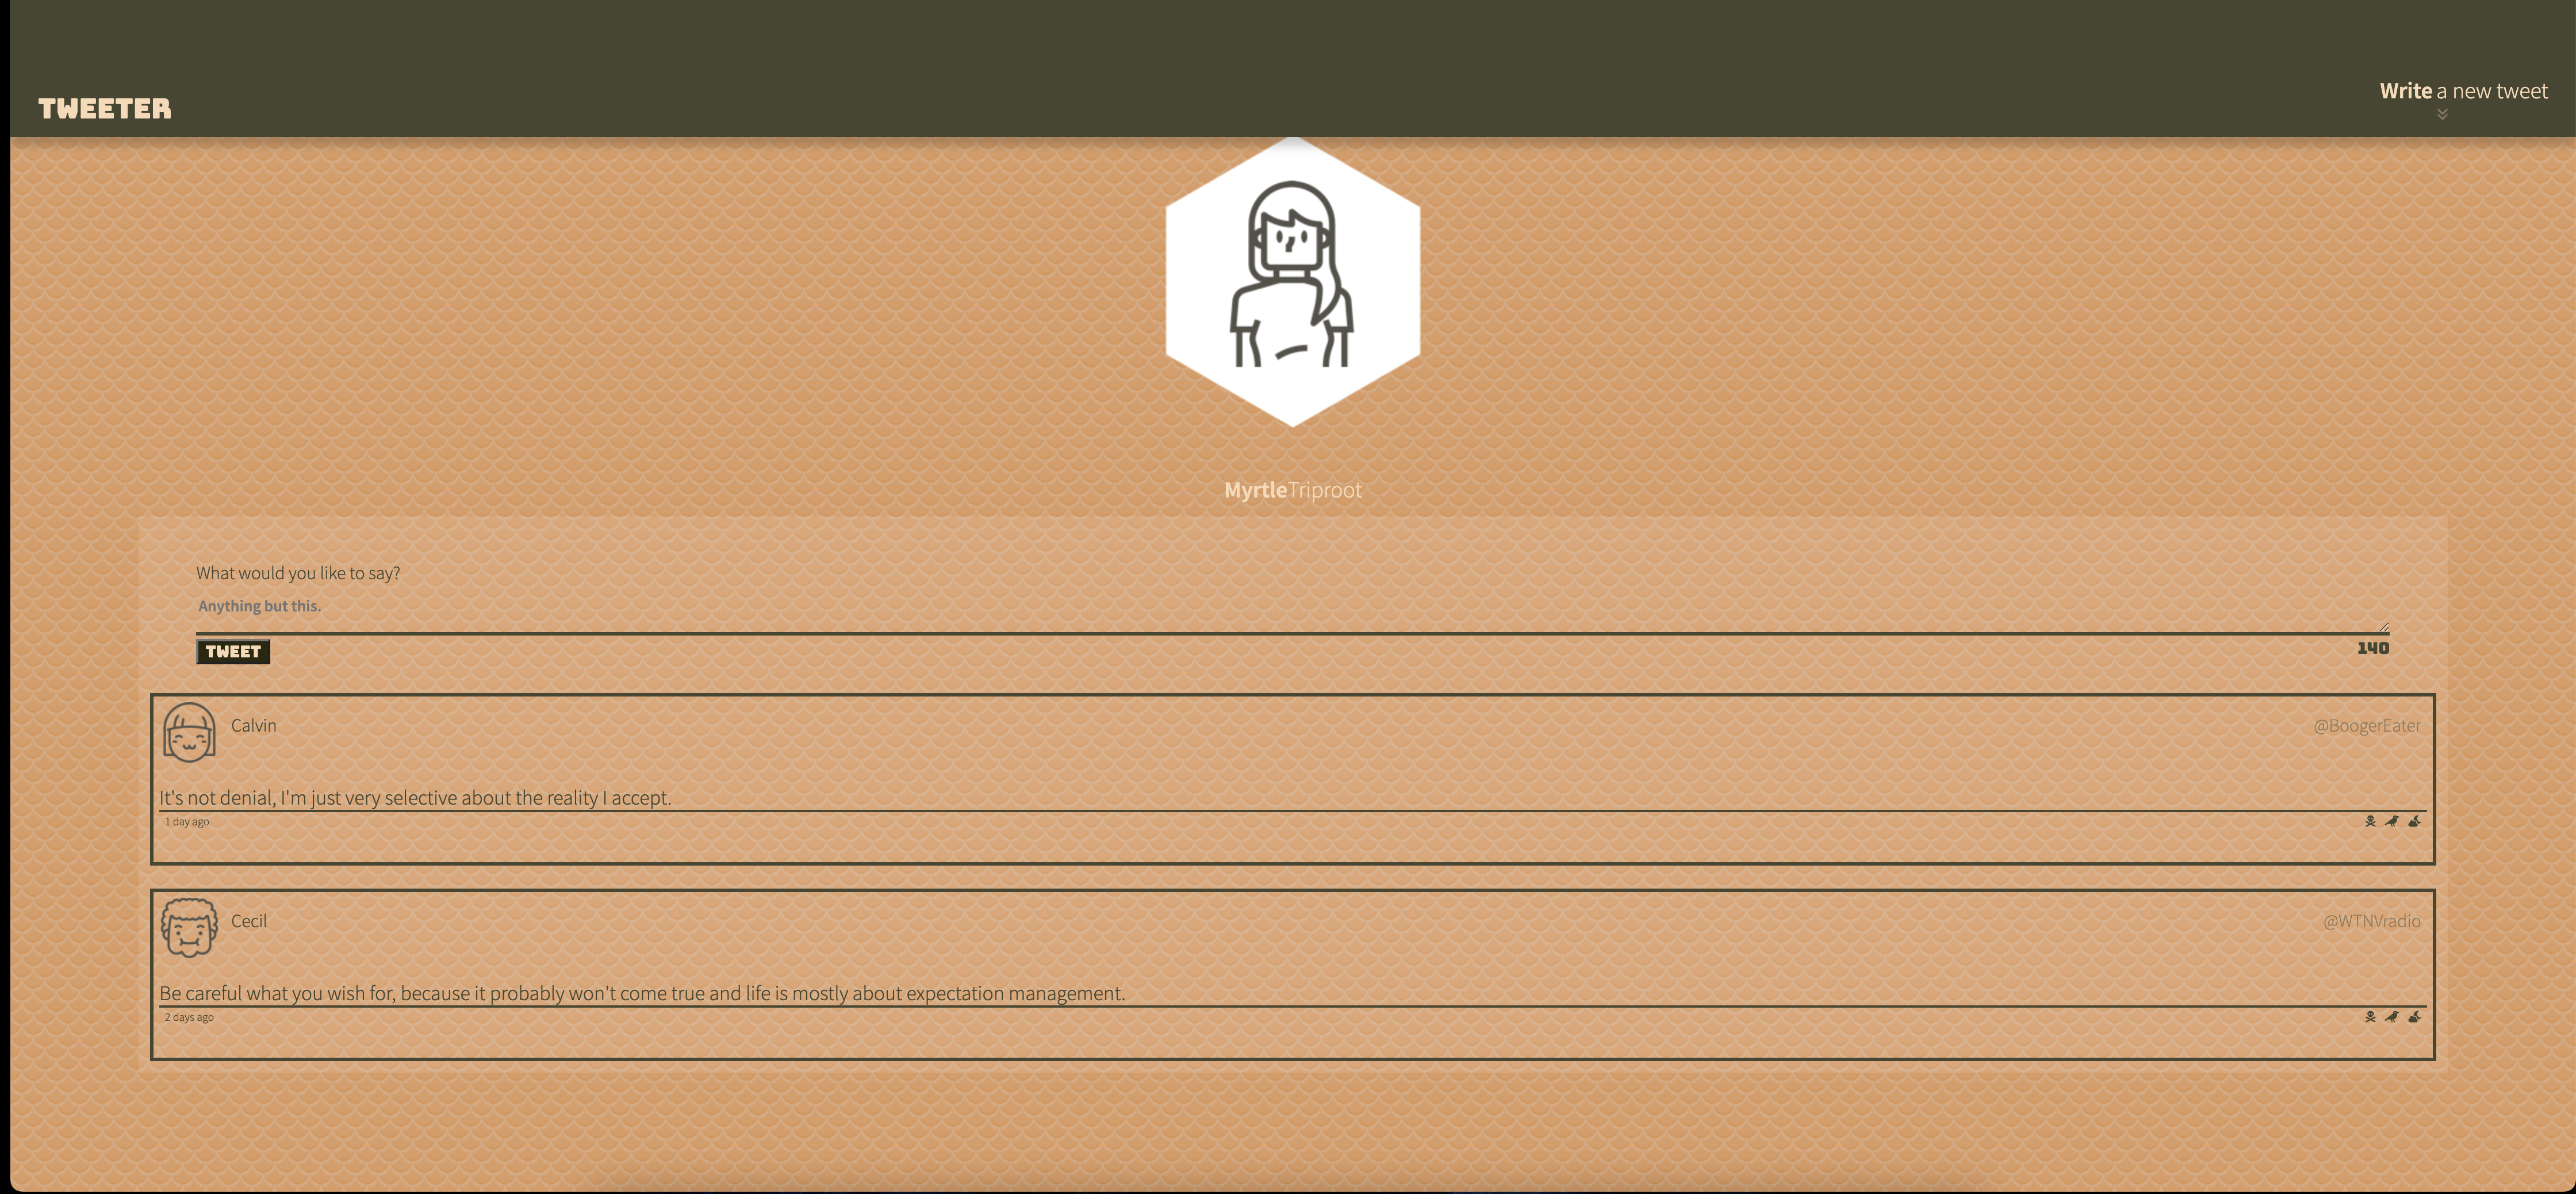 TWEETER
Write a new tweet
MyrtleTriproot
What would you like to say?
Anything but this.
TWEET
140
Calvin
@BoogerEater
It's not denial, I'm just very selective about the reality I accept.
1 day ago
Cecil
@WTNVradio
Be careful what you wish for, because it probably won't come true and life is mostly about expectation management.
2 days ago